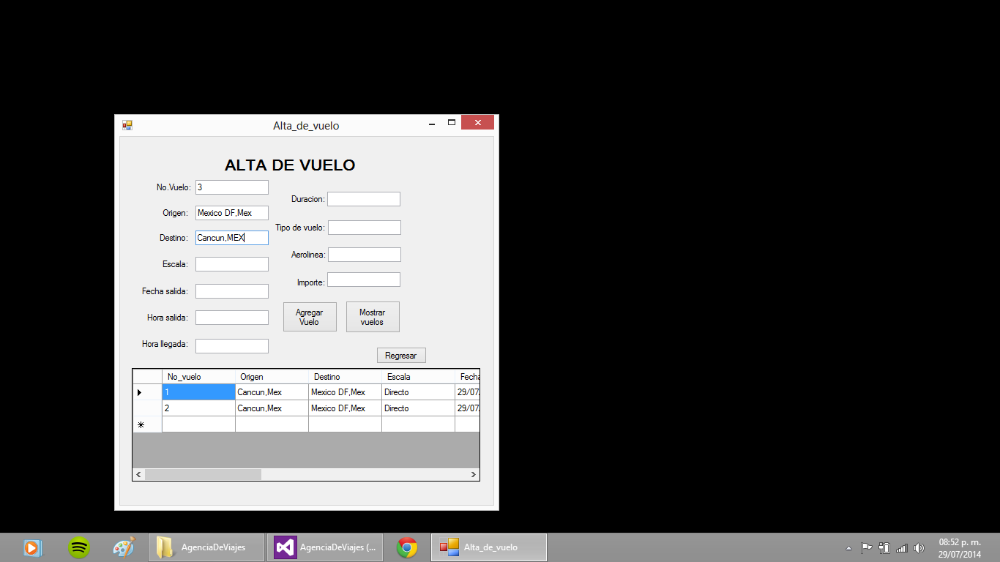 Alta_de_vuelo
ALTA DE VUELO
No.Vuelo: 3
Origen: Mexico DF,Mex
Destino: Cancun,MEX
Escala:
Fecha salida:
Hora salida:
Hora llegada:
Duracion:
Tipo de vuelo:
Aerolinea:
Importe:
Agregar
Vuelo
Mostrar
vuelos
Regresar
No_vuelo Origen Destino Escala Fecha
1 Cancun,Mex Mexico DF,Mex Directo 29/07.
2 Cancun,Mex Mexico DF,Mex Directo 29/07.
AgenciaDeViajes
AgenciaDeViajes (...
Alta_de_vuelo
08:52 p. m.
29/07/2014